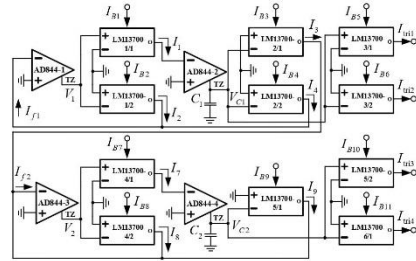 I_B1 I_B3 I_B5
LM13700 1/1 I_1 LM13700 2/1 I_3 LM13700 3/1 I_tri1
AD844-1 TZ I_B2 AD844-2 TZ I_B4 I_B6
V_1 LM13700 1/2 I_2 C_1 V_C1 LM13700 2/2 I_4 LM13700 3/2 I_tri2
I_f1
I_B7 I_B10
I_f2 LM13700 4/1 I_7 I_B9 I_9 LM13700 5/2 I_tri3
AD844-3 TZ I_B8 AD844-4 TZ LM13700 5/1 I_B11
V_2 LM13700 4/2 I_8 C_2 V_C2 LM13700 6/1 I_tri4